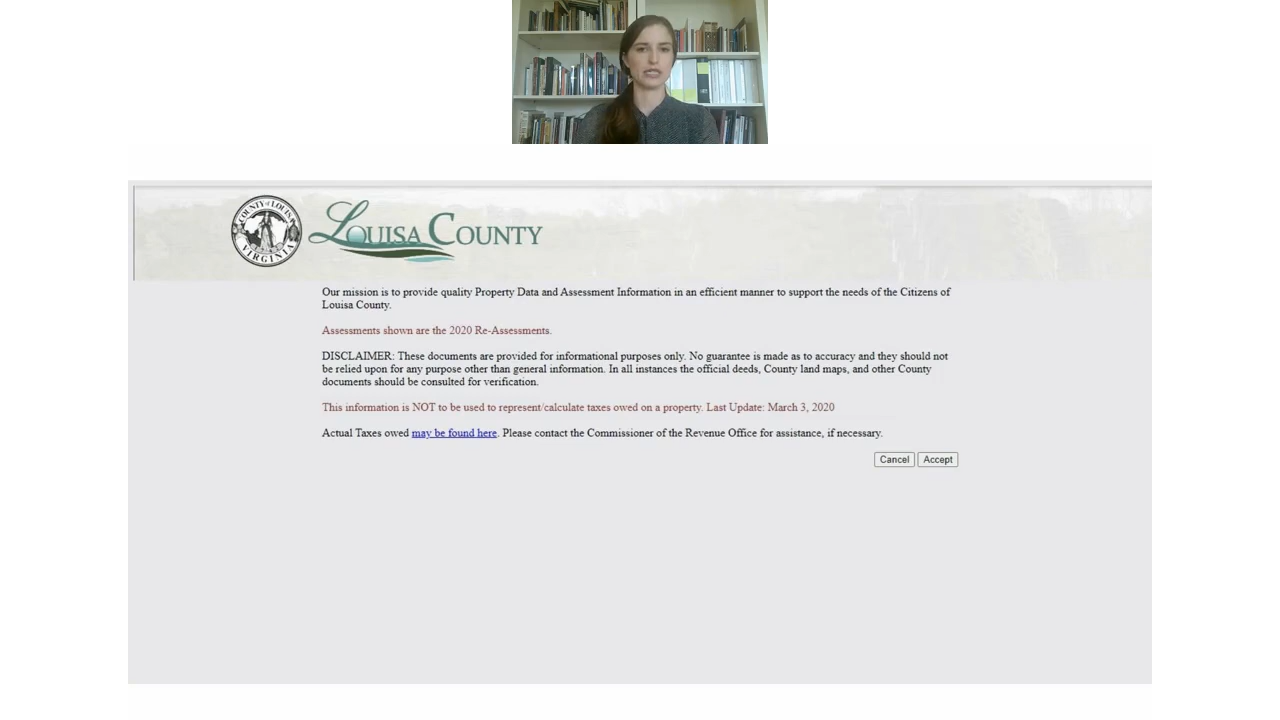 COUNTY of LOUISA
VIRGINIA
LOUISA COUNTY
Our mission is to provide quality Property Data and Assessment Information in an efficient manner to support the needs of the Citizens of
Louisa County.
Assessments shown are the 2020 Re-Assessments.
DISCLAIMER: These documents are provided for informational purposes only. No guarantee is made as to accuracy and they should not
be relied upon for any purpose other than general information. In all instances the official deeds, County land maps, and other County
documents should be consulted for verification.
This information is NOT to be used to represent/calculate taxes owed on a property. Last Update: March 3, 2020
Actual Taxes owed may be found here. Please contact the Commissioner of the Revenue Office for assistance, if necessary.
Cancel Accept